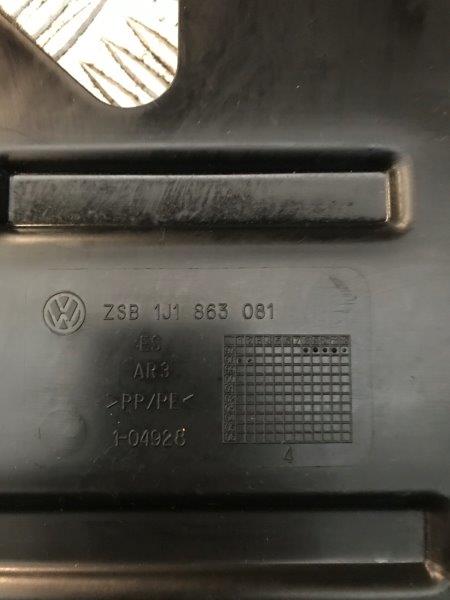 ZSB 1J1 863 081
ES
AR3
>PP/PE<
1-04928
4